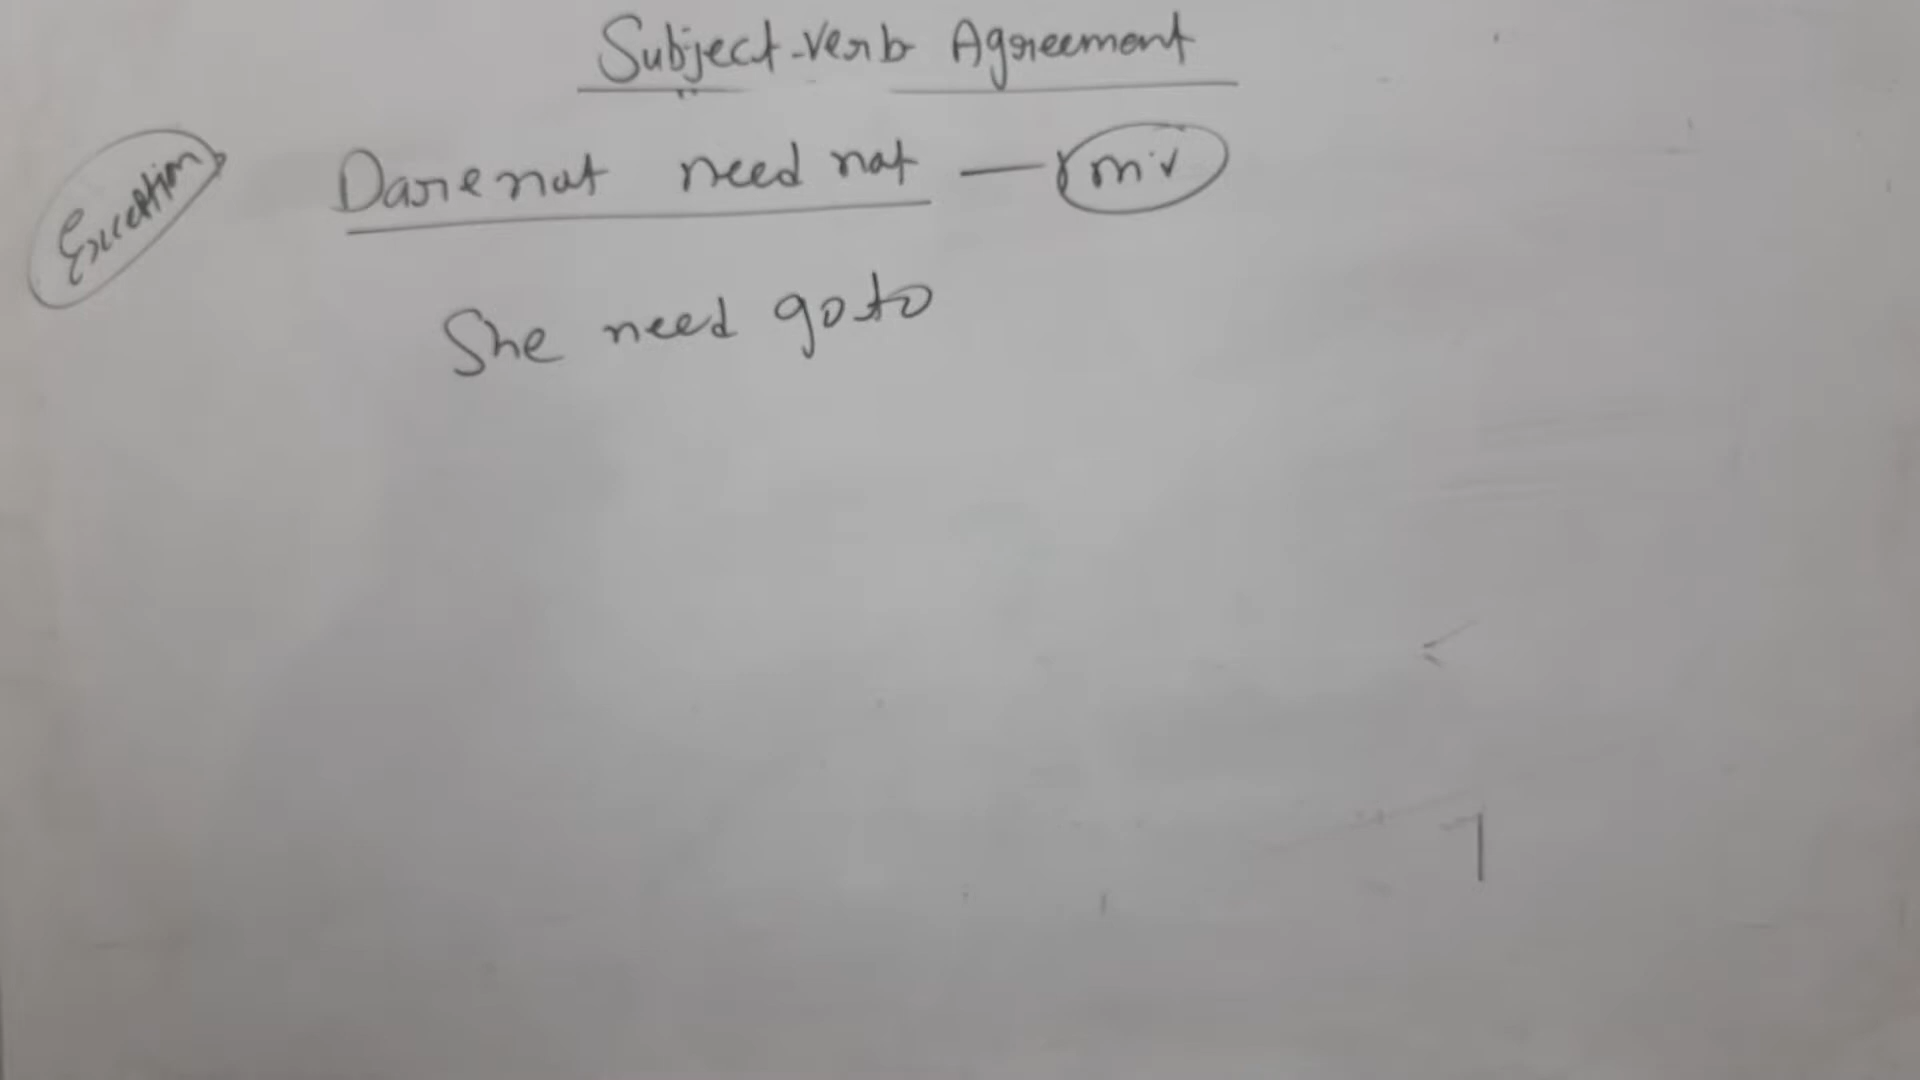 Subject-verb Agreement
Exception
Dare not need not — m.v
She need go to